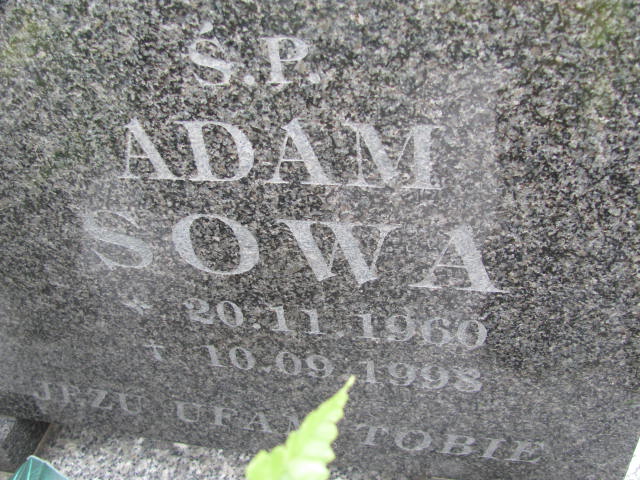 Ś.P.
ADAM
SOWA
* 20.11.1960
† 10.09.1998
JEZU UFAM TOBIE